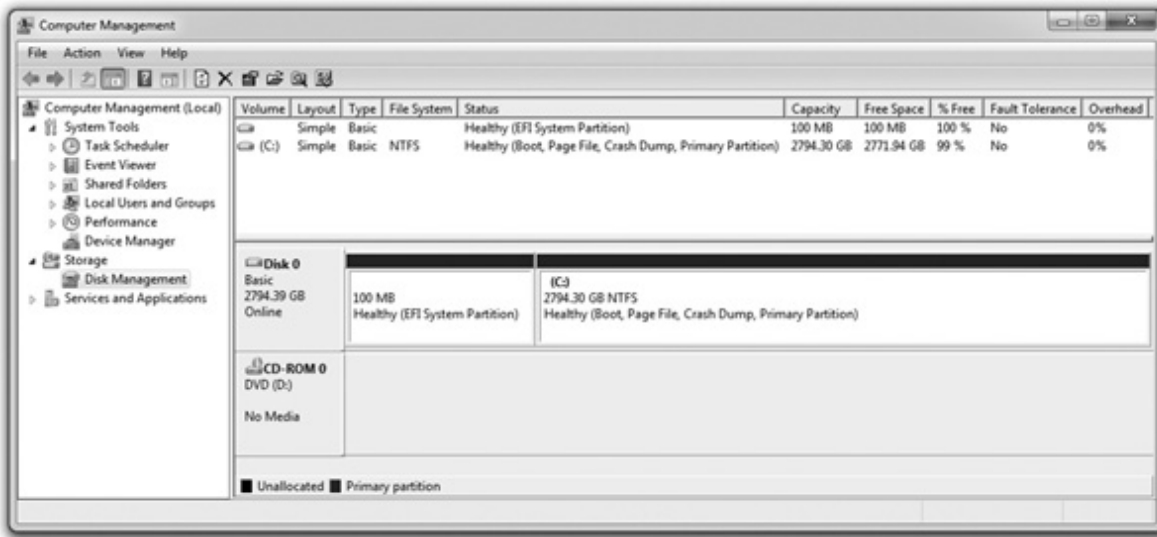 Computer Management
File Action View Help
Computer Management (Local)
System Tools
Task Scheduler
Event Viewer
Shared Folders
Local Users and Groups
Performance
Device Manager
Storage
Disk Management
Services and Applications
Volume Layout Type File System Status Capacity Free Space % Free Fault Tolerance Overhead
Simple Basic Healthy (EFI System Partition) 100 MB 100 MB 100 % No 0%
(C:) Simple Basic NTFS Healthy (Boot, Page File, Crash Dump, Primary Partition) 2794.30 GB 2771.94 GB 99 % No 0%
Disk 0
Basic
2794.39 GB
Online
100 MB
Healthy (EFI System Partition)
(C:)
2794.30 GB NTFS
Healthy (Boot, Page File, Crash Dump, Primary Partition)
CD-ROM 0
DVD (D:)
No Media
Unallocated Primary partition